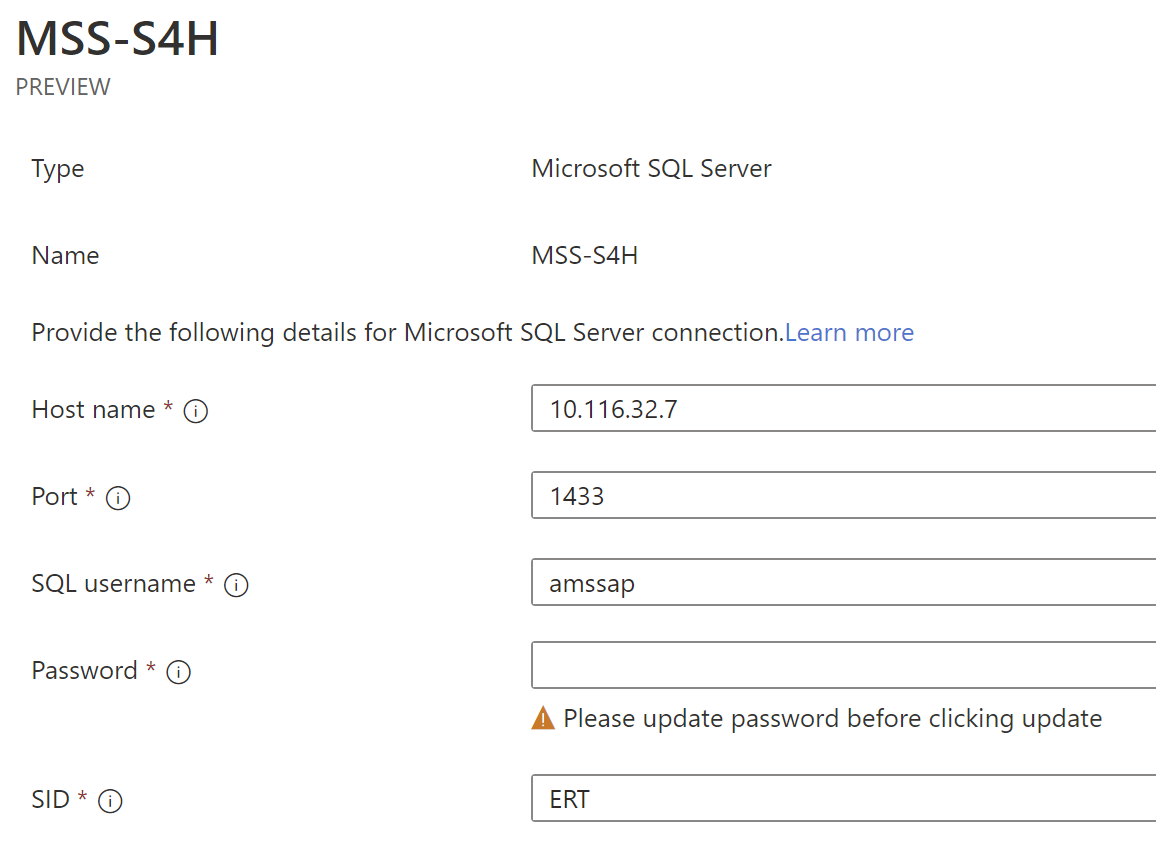 MSS-S4H
PREVIEW
Type Microsoft SQL Server
Name MSS-S4H
Provide the following details for Microsoft SQL Server connection.Learn more
Host name * 10.116.32.7
Port * 1433
SQL username * amssap
Password *
Please update password before clicking update
SID * ERT